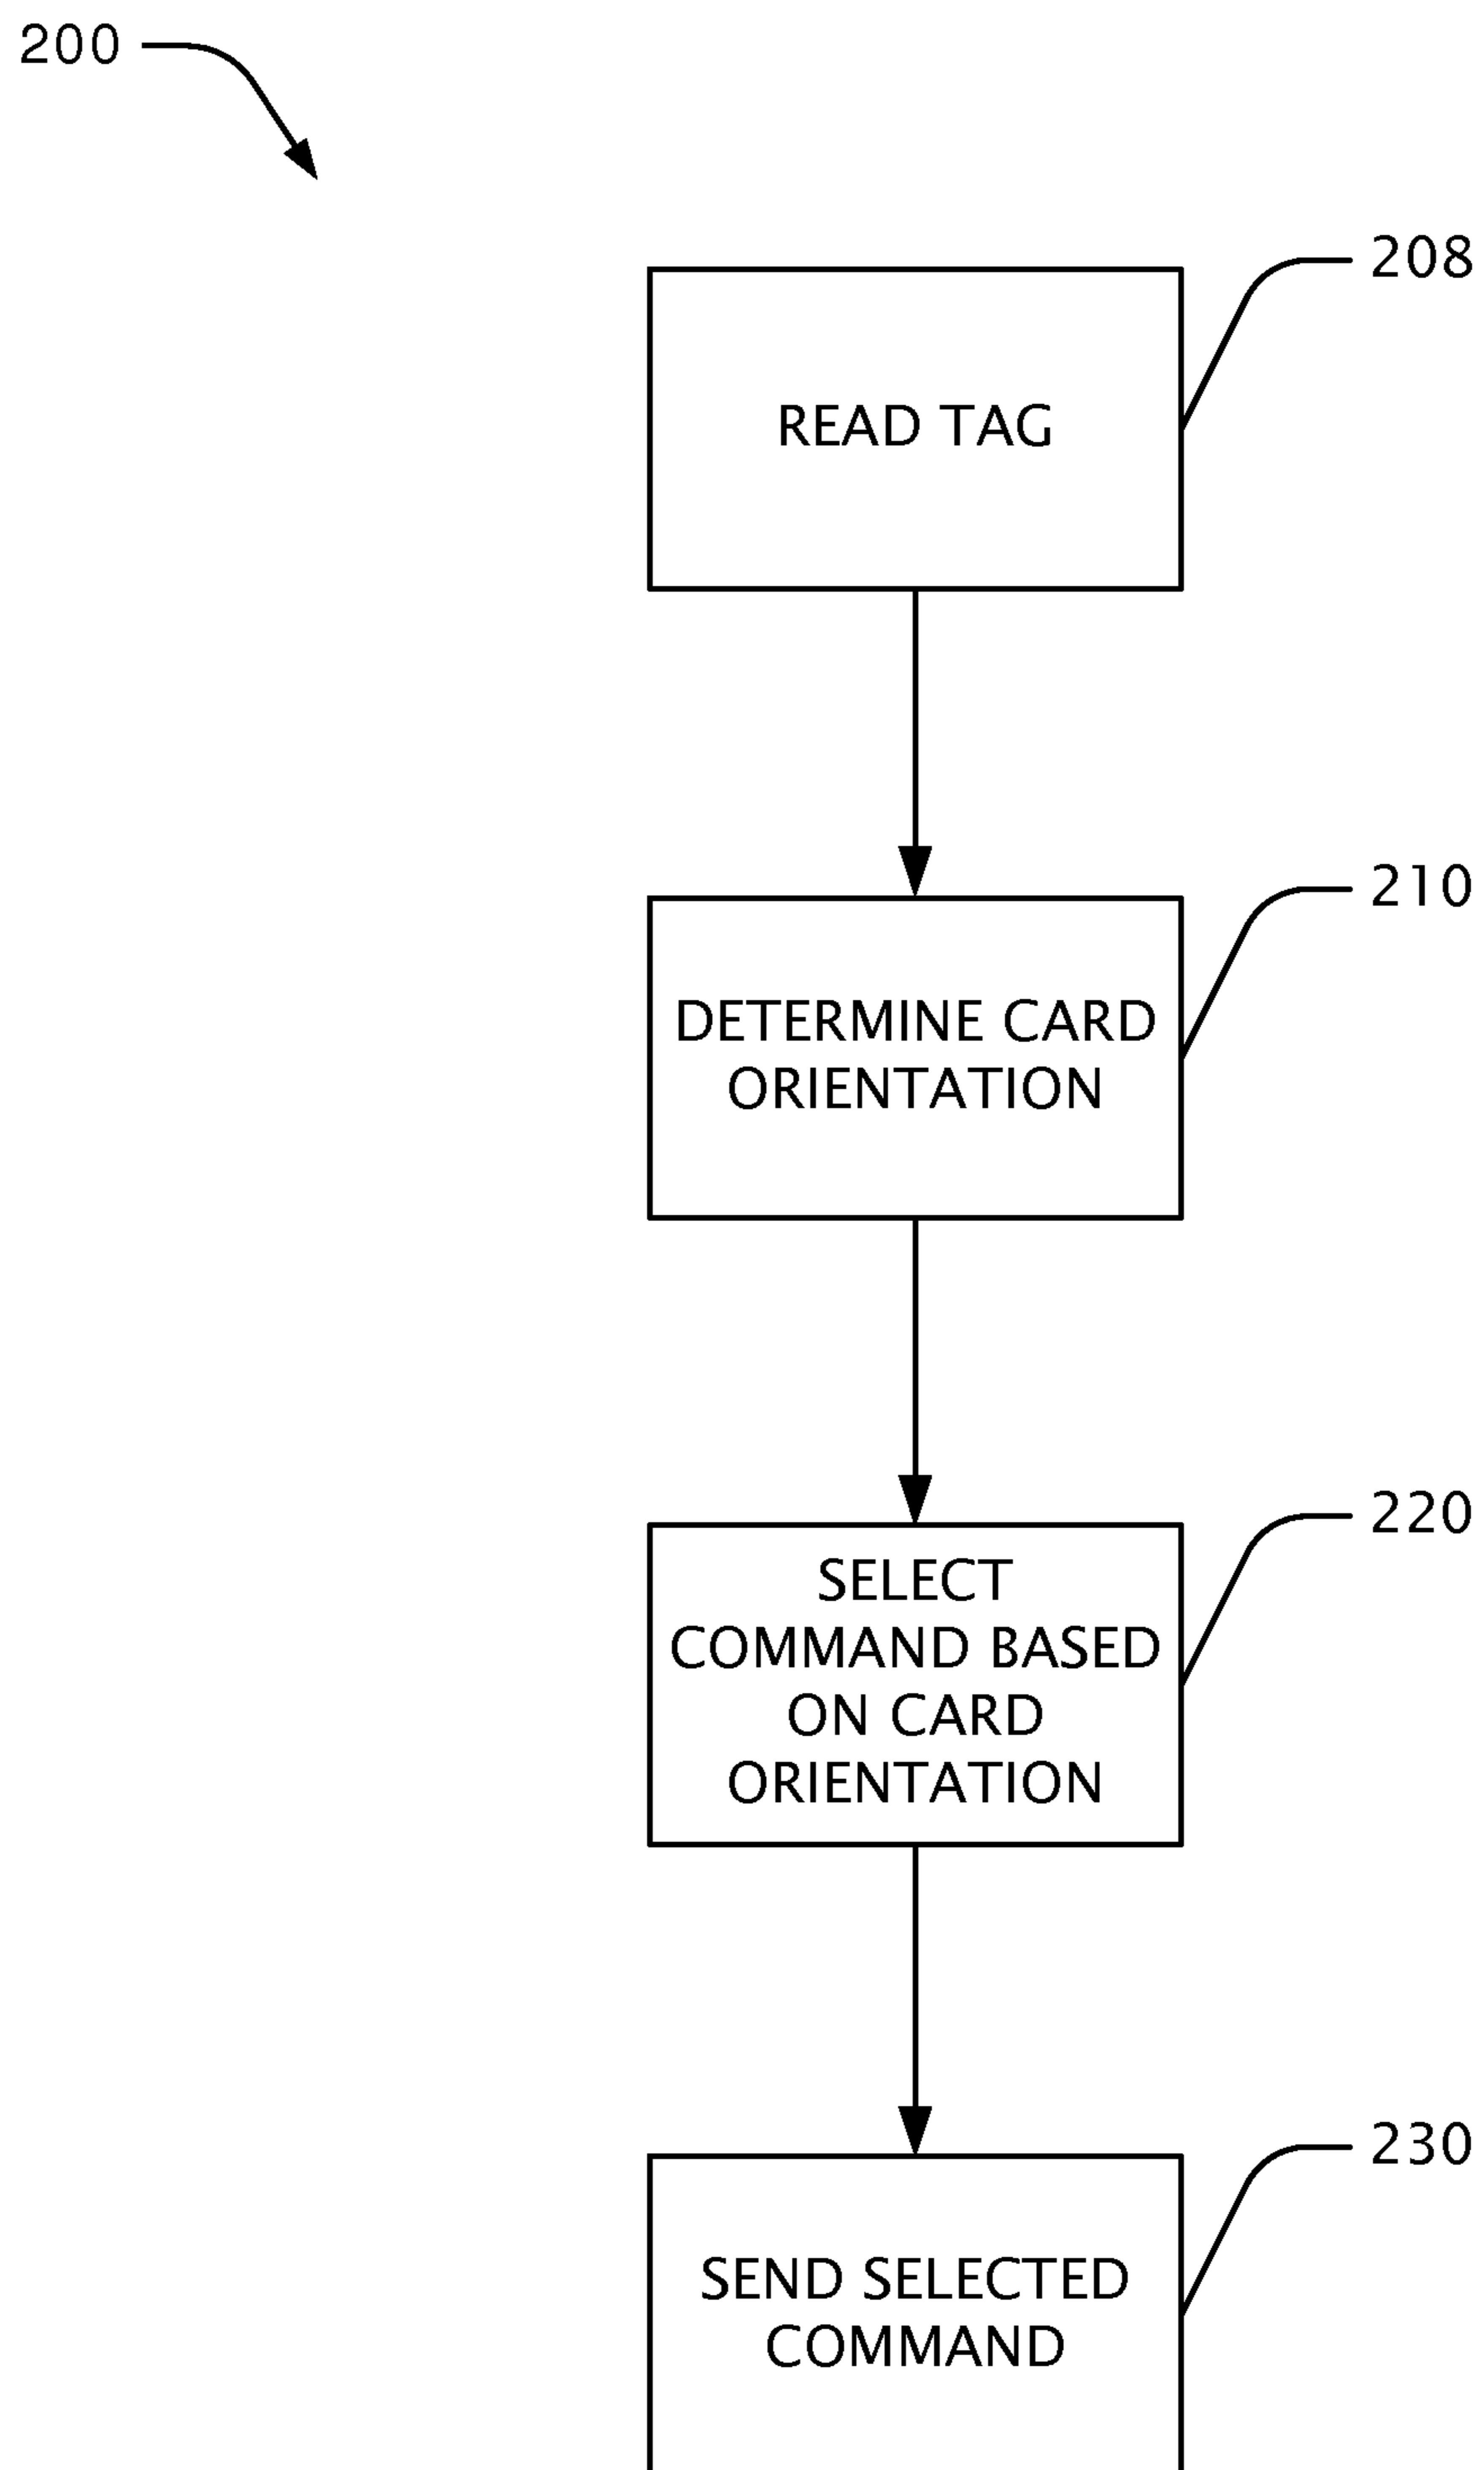 200
208
READ TAG
210
DETERMINE CARD
ORIENTATION
220
SELECT
COMMAND BASED
ON CARD
ORIENTATION
230
SEND SELECTED
COMMAND